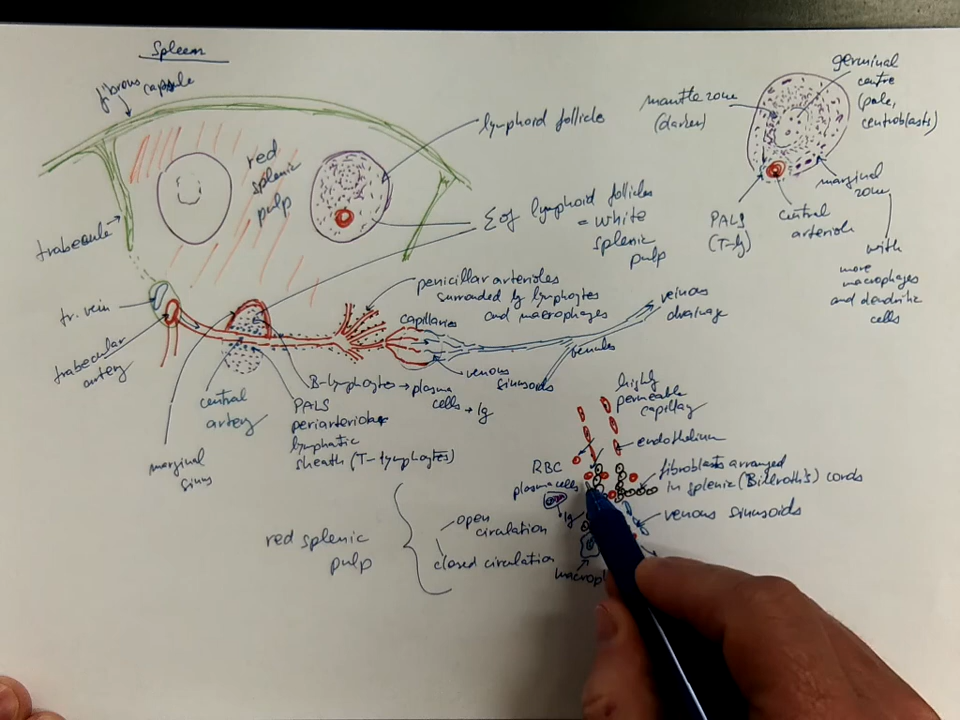 Spleen
fibrous
capsule
lymphoid follicles
red
splenic
pulp
Σ of lymphoid follicles
= white
splenic
pulp
trabecule
tr. vein
trabecular
artery
penicillar arterioles
surrounded by lymphocytes
and macrophages
capillaries
venous
drainage
venules
venous
sinusoids
B-lymphocytes → plasma
cells → Ig
central
artery
PALS
periarteriolar
lymphatic
sheath (T-lymphocytes)
marginal
sinus
mantle zone
(darker)
germinal
centre
(pale,
centroblasts)
marginal
zone
PALS
(T-ly)
central
arteriole
with
more
macrophages
and dendritic
cells
highly
permeable
capillary
endothelium
RBC
plasma cells
Ig
fibroblasts arranged
in splenic (Billroth's) cords
venous sinusoids
macroph
red splenic
pulp
open
circulation
closed circulation